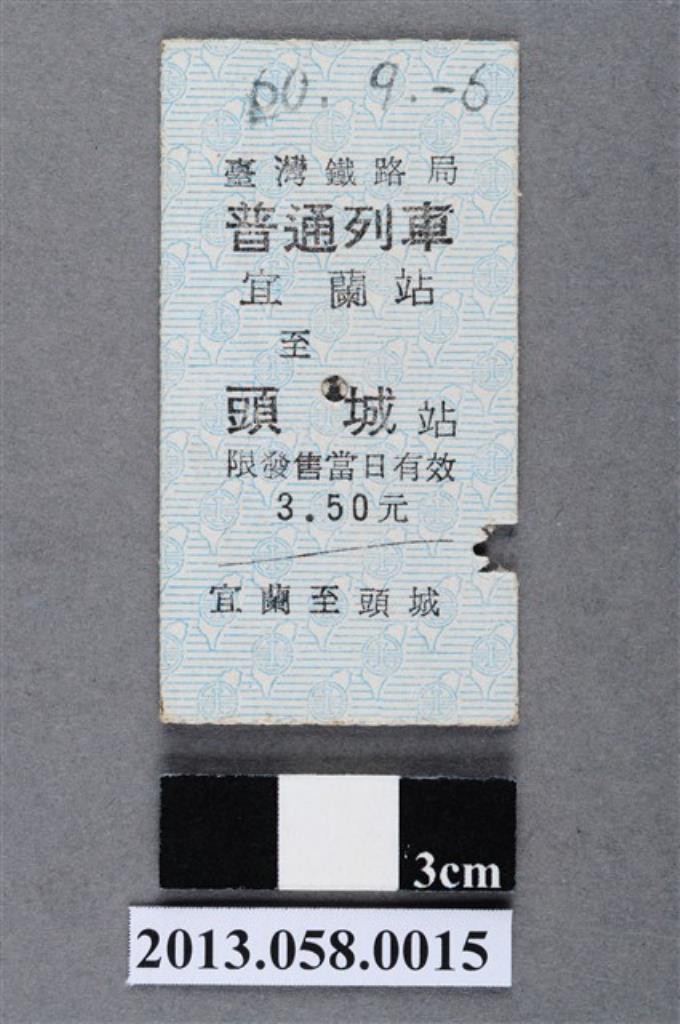 60. 9. -6
臺灣鐵路局
普通列車
宜蘭站
至
頭城站
限發售當日有效
3.50元
宜蘭至頭城
3cm
2013.058.0015